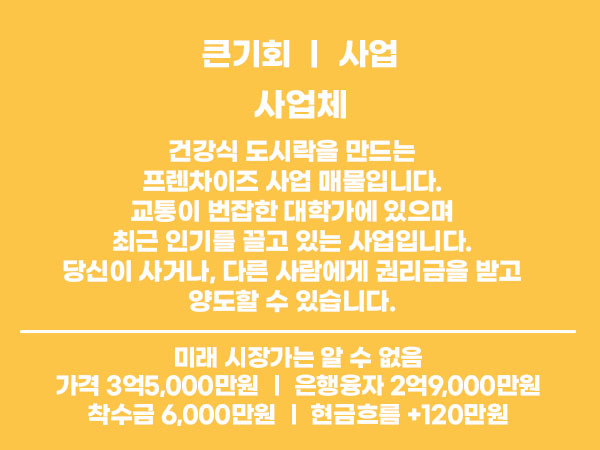 큰기회 | 사업
사업체
건강식 도시락을 만드는
프렌차이즈 사업 매물입니다.
교통이 번잡한 대학가에 있으며
최근 인기를 끌고 있는 사업입니다.
당신이 사거나, 다른 사람에게 권리금을 받고
양도할 수 있습니다.
미래 시장가는 알 수 없음
가격 3억5,000만원 | 은행융자 2억9,000만원
착수금 6,000만원 | 현금흐름 +120만원